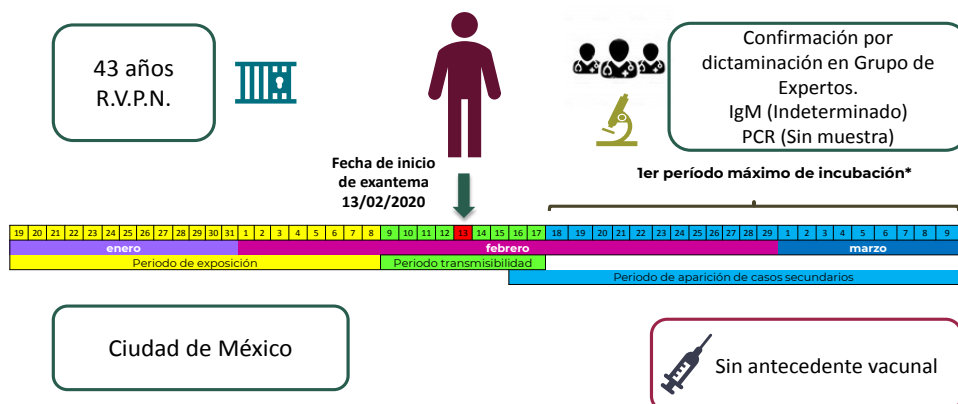 43 años
R.V.P.N.
Confirmación por
dictaminación en Grupo de
Expertos.
IgM (Indeterminado)
PCR (Sin muestra)
Fecha de inicio
de exantema
13/02/2020
1er período máximo de incubación*
19 20 21 22 23 24 25 26 27 28 29 30 31 1 2 3 4 5 6 7 8 9 10 11 12 13 14 15 16 17 18 19 20 21 22 23 24 25 26 27 28 29 1 2 3 4 5 6 7 8 9
enero febrero marzo
Periodo de exposición Periodo transmisibilidad
Periodo de aparición de casos secundarios
Ciudad de México
Sin antecedente vacunal